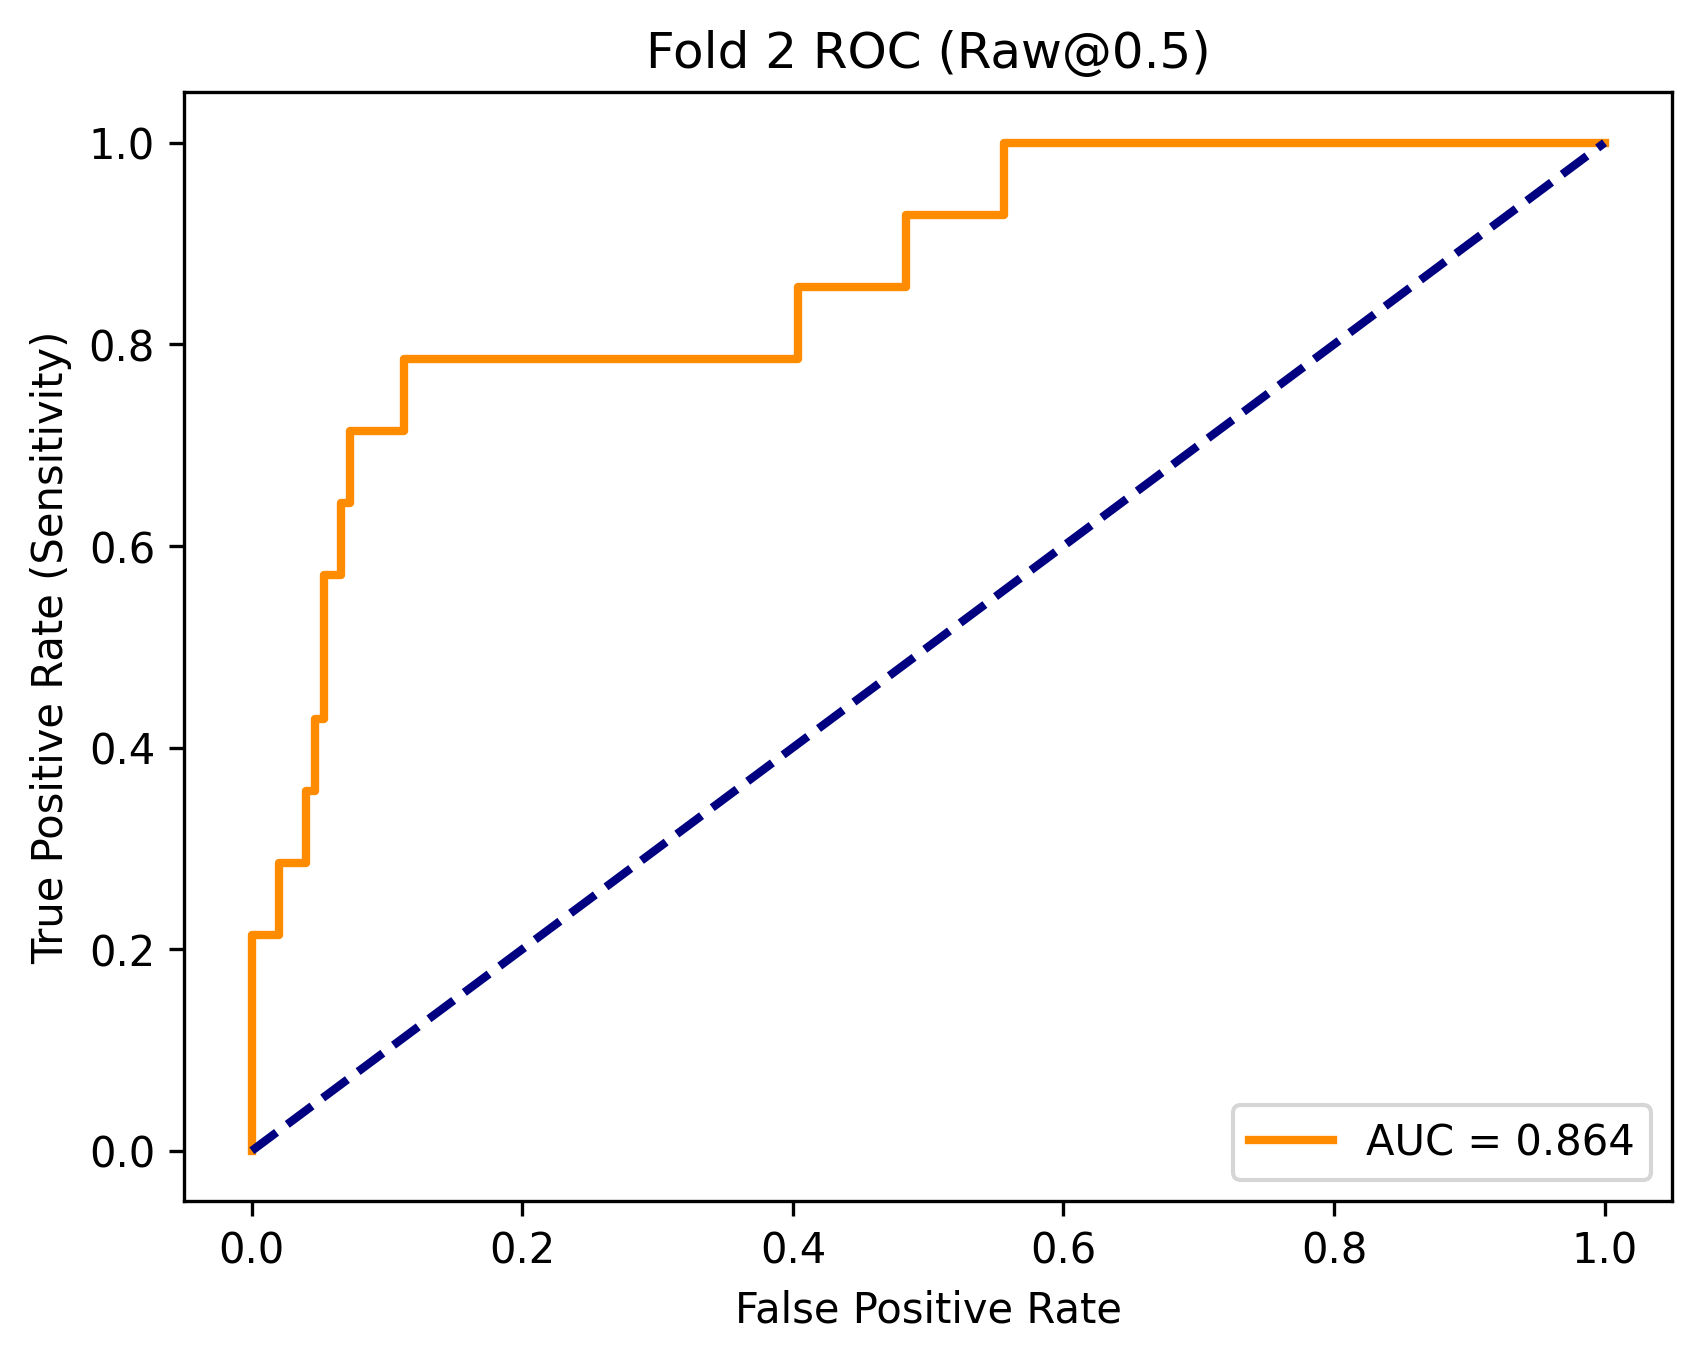 Fold 2 ROC (Raw@0.5)
True Positive Rate (Sensitivity)
1.0
0.8
0.6
0.4
0.2
0.0
AUC = 0.864
0.0 0.2 0.4 0.6 0.8 1.0
False Positive Rate